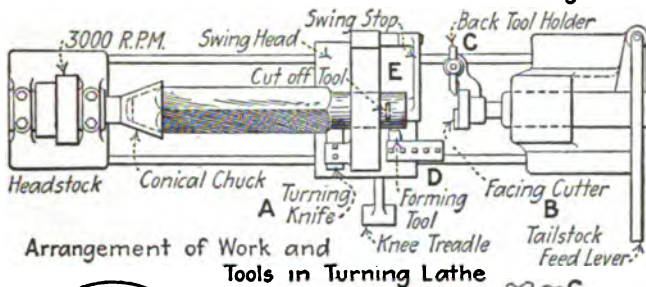 Swing Stop
Back Tool Holder
3000 R.P.M.
Swing Head
C
Cut off Tool
E
Headstock
Conical Chuck
A
Turning
Knife
Forming
Tool
D
Facing Cutter
B
Knee Treadle
Tailstock
Feed Lever
Arrangement of Work and
Tools in Turning Lathe